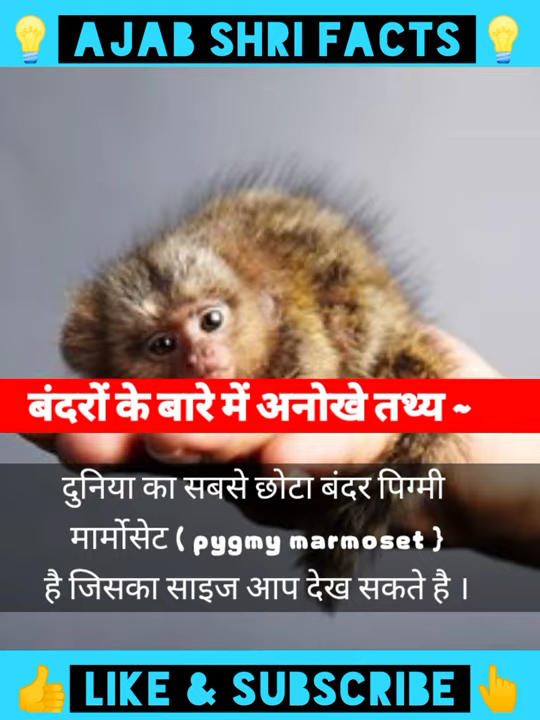 AJAB SHRI FACTS
बंदरों के बारे में अनोखे तथ्य ~
दुनिया का सबसे छोटा बंदर पिग्मी
मार्मोसेट ( pygmy marmoset }
है जिसका साइज आप देख सकते है ।
LIKE & SUBSCRIBE